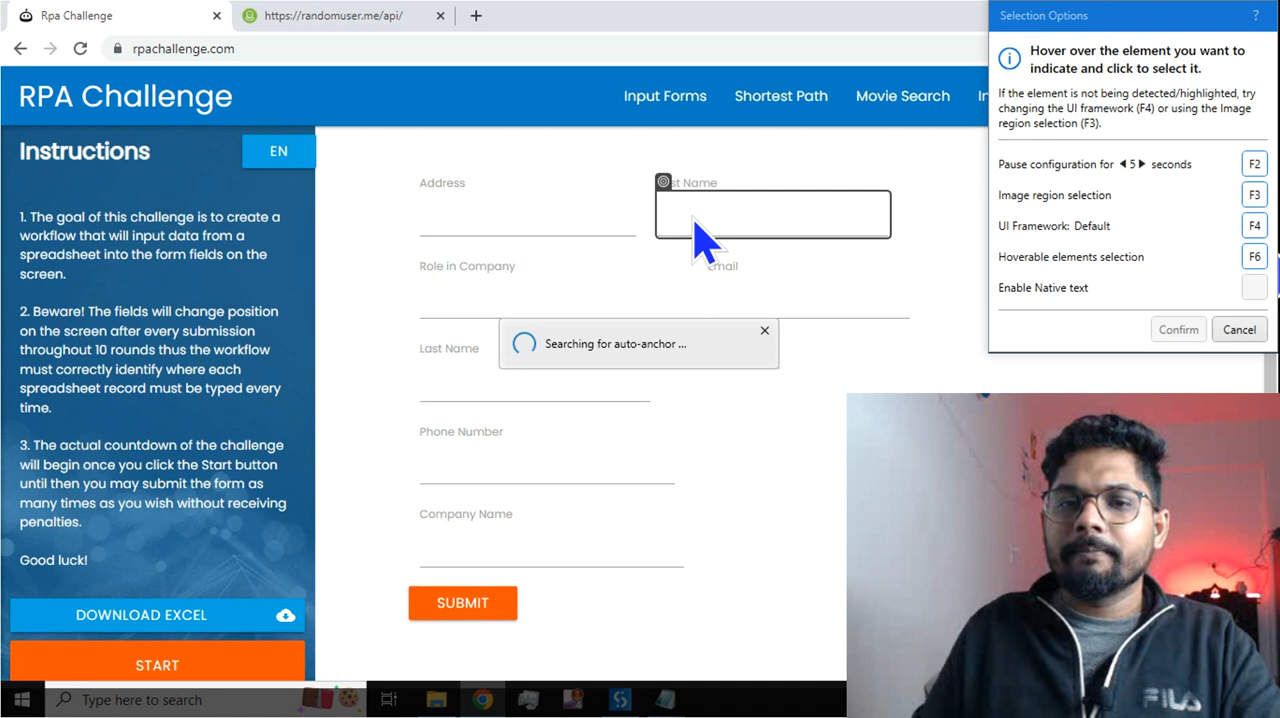 Rpa Challenge
https://randomuser.me/api/
rpachallenge.com
RPA Challenge
Input Forms
Shortest Path
Movie Search
Instructions
EN
1. The goal of this challenge is to create a
workflow that will input data from a
spreadsheet into the form fields on the
screen.
2. Beware! The fields will change position
on the screen after every submission
throughout 10 rounds thus the workflow
must correctly identify where each
spreadsheet record must be typed every
time.
3. The actual countdown of the challenge
will begin once you click the Start button
until then you may submit the form as
many times as you wish without receiving
penalties.
Good luck!
DOWNLOAD EXCEL
START
Address
st Name
Role in Company
Email
Last Name
Searching for auto-anchor ...
Phone Number
Company Name
SUBMIT
Selection Options
?
Hover over the element you want to
indicate and click to select it.
If the element is not being detected/highlighted, try
changing the UI framework (F4) or using the Image
region selection (F3).
Pause configuration for 5 seconds
F2
Image region selection
F3
UI Framework: Default
F4
Hoverable elements selection
F6
Enable Native text
Confirm
Cancel
Type here to search
FILA